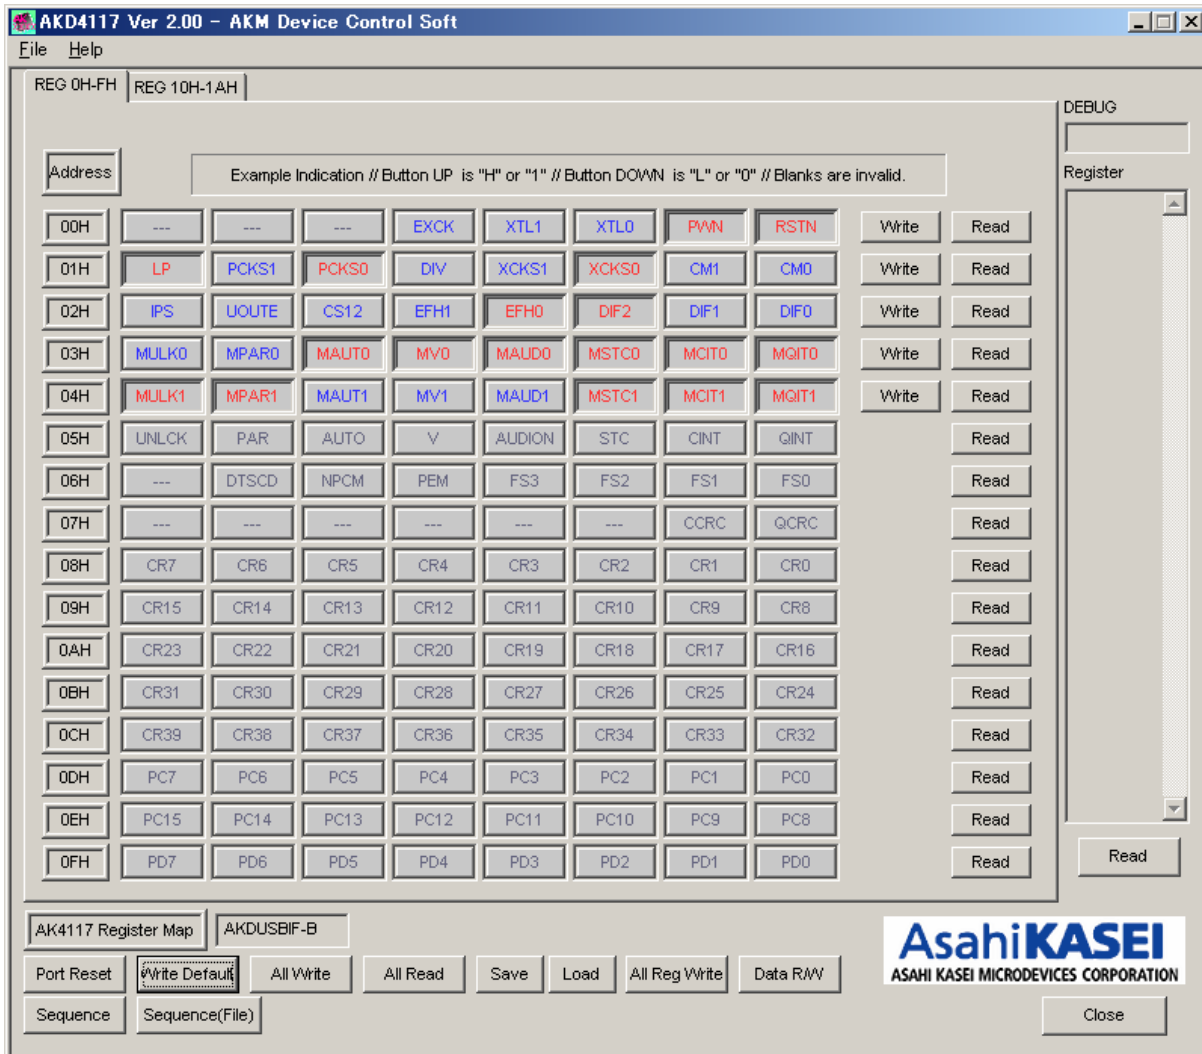 AKD4117 Ver 2.00 - AKM Device Control Soft
File Help
REG 0H-FH REG 10H-1AH
DEBUG
Address Example Indication // Button UP is "H" or "1" // Button DOWN is "L" or "0" // Blanks are invalid. Register
00H --- --- --- EXCK XTL1 XTL0 PWN RSTN Write Read
01H LP PCKS1 PCKS0 DIV XCKS1 XCKS0 CM1 CM0 Write Read
02H IPS UOUTE CS12 EFH1 EFH0 DIF2 DIF1 DIF0 Write Read
03H MULK0 MPAR0 MAUT0 MV0 MAUD0 MSTC0 MCIT0 MQIT0 Write Read
04H MULK1 MPAR1 MAUT1 MV1 MAUD1 MSTC1 MCIT1 MQIT1 Write Read
05H UNLCK PAR AUTO V AUDION STC CINT QINT Read
06H --- DTSCD NPCM PEM FS3 FS2 FS1 FS0 Read
07H --- --- --- --- --- --- CCRC QCRC Read
08H CR7 CR6 CR5 CR4 CR3 CR2 CR1 CR0 Read
09H CR15 CR14 CR13 CR12 CR11 CR10 CR9 CR8 Read
0AH CR23 CR22 CR21 CR20 CR19 CR18 CR17 CR16 Read
0BH CR31 CR30 CR29 CR28 CR27 CR26 CR25 CR24 Read
0CH CR39 CR38 CR37 CR36 CR35 CR34 CR33 CR32 Read
0DH PC7 PC6 PC5 PC4 PC3 PC2 PC1 PC0 Read
0EH PC15 PC14 PC13 PC12 PC11 PC10 PC9 PC8 Read
0FH PD7 PD6 PD5 PD4 PD3 PD2 PD1 PD0 Read Read
AK4117 Register Map AKDUSBIF-B
AsahiKASEI
ASAHI KASEI MICRODEVICES CORPORATION
Port Reset Write Default All Write All Read Save Load All Reg Write Data R/W
Sequence Sequence(File) Close